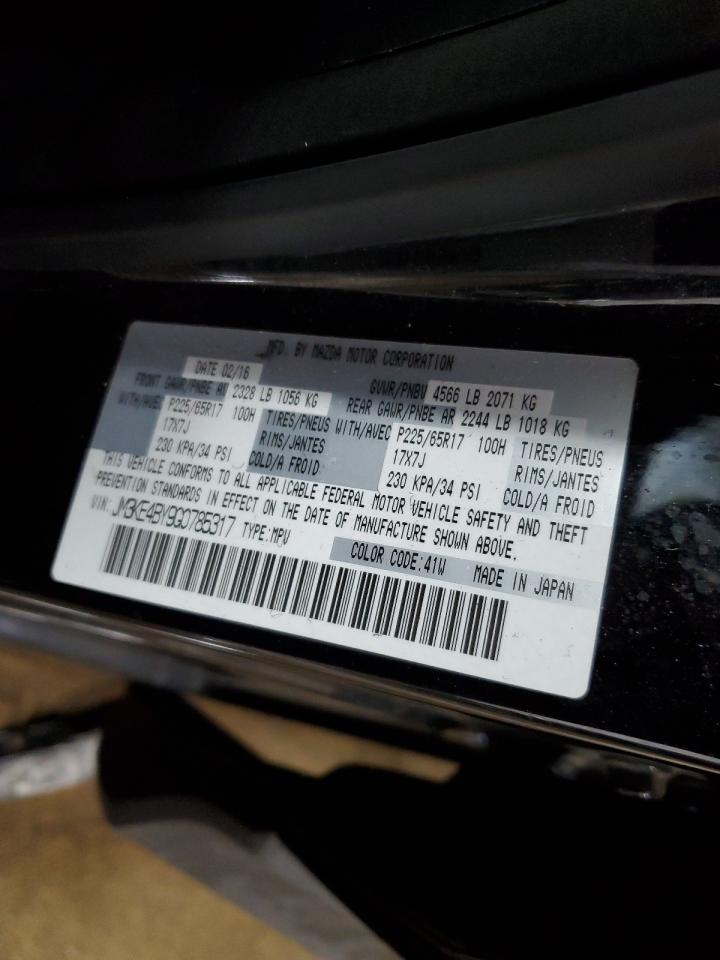 MFD. BY MAZDA MOTOR CORPORATION
DATE 02/16 GVWR/PNBV 4566 LB 2071 KG
FRONT GAWR/PNBE AV 2328 LB 1056 KG REAR GAWR/PNBE AR 2244 LB 1018 KG
WITH/AVEC P225/65R17 100H TIRES/PNEUS WITH/AVEC P225/65R17 100H TIRES/PNEUS
17X7J RIMS/JANTES 17X7J RIMS/JANTES
230 KPA/34 PSI COLD/A FROID 230 KPA/34 PSI COLD/A FROID
THIS VEHICLE CONFORMS TO ALL APPLICABLE FEDERAL MOTOR VEHICLE SAFETY AND THEFT
PREVENTION STANDARDS IN EFFECT ON THE DATE OF MANUFACTURE SHOWN ABOVE.
VIN: JM3KE4BY9G0785317 TYPE:MPV
COLOR CODE:41W MADE IN JAPAN